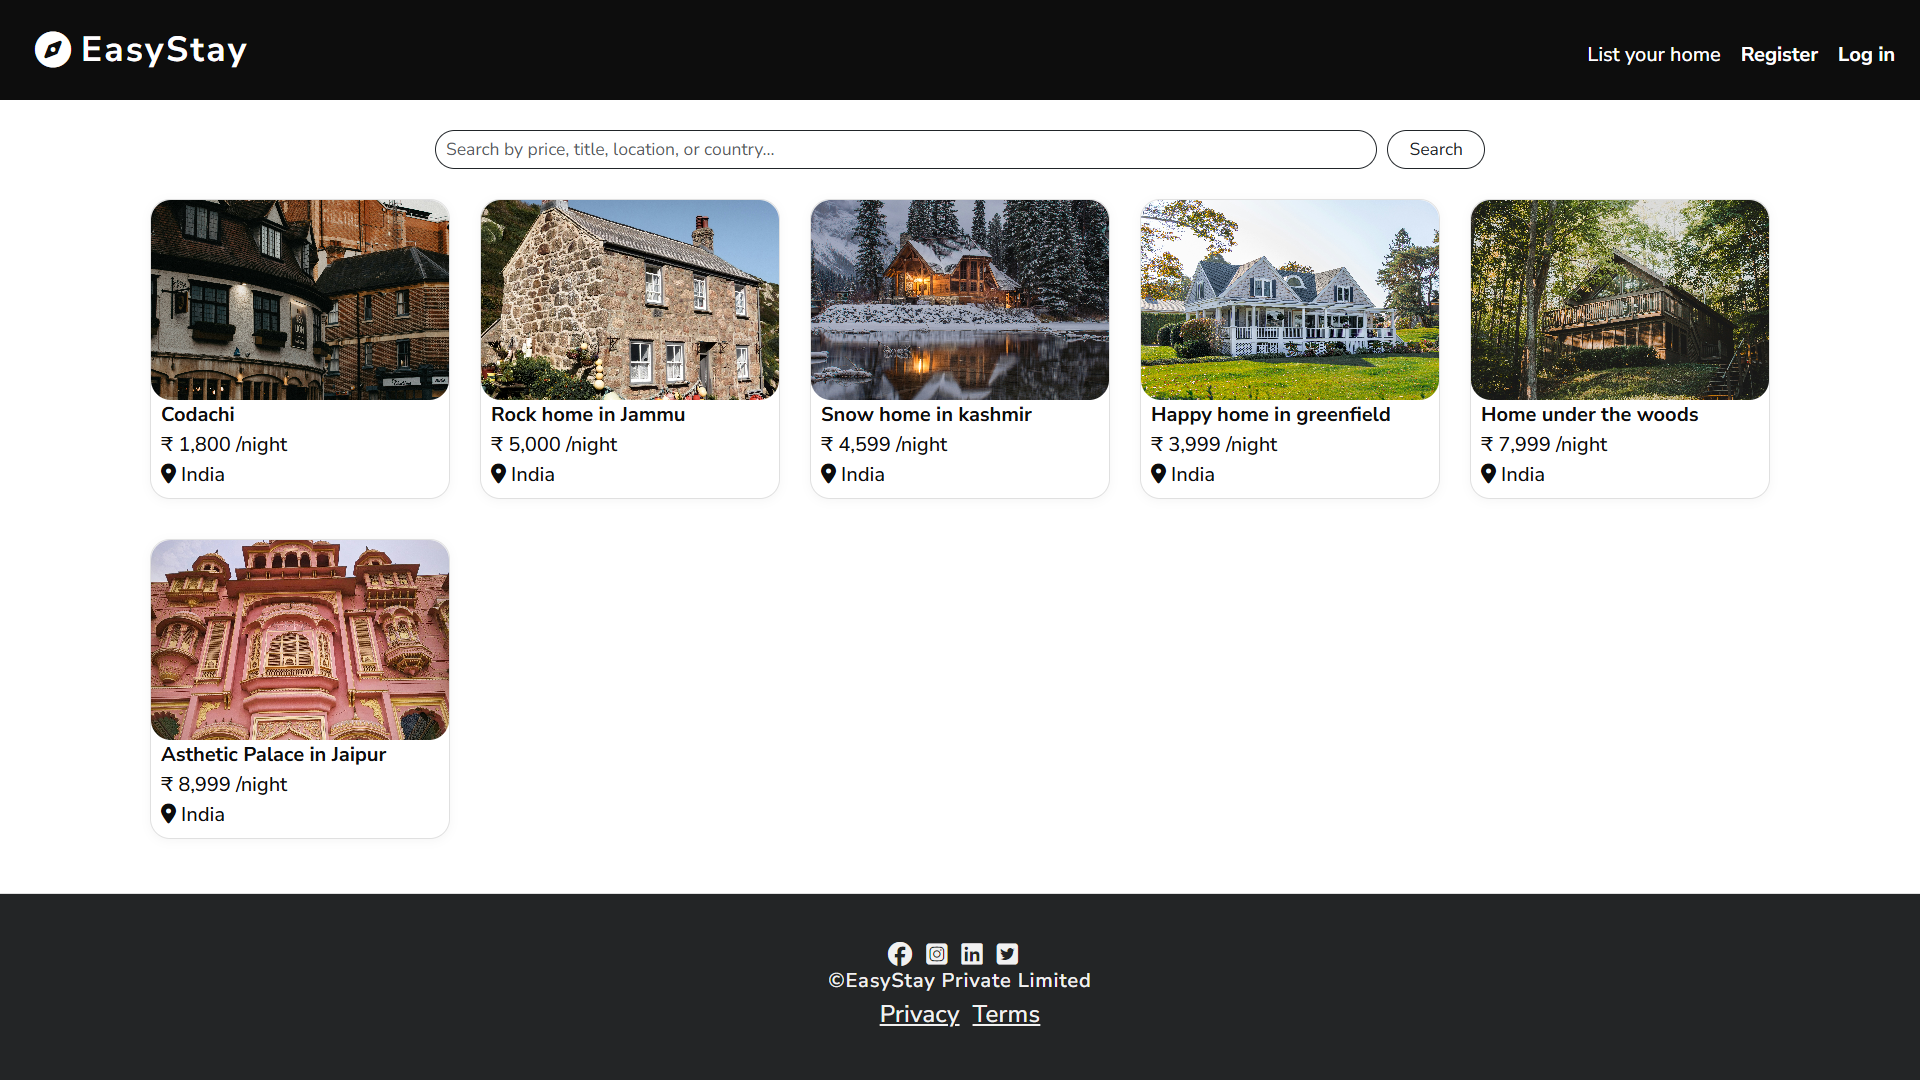 EasyStay
List your home Register Log in
Search by price, title, location, or country...
Search
Codachi
₹ 1,800 /night
India
Rock home in Jammu
₹ 5,000 /night
India
Snow home in kashmir
₹ 4,599 /night
India
Happy home in greenfield
₹ 3,999 /night
India
Home under the woods
₹ 7,999 /night
India
Asthetic Palace in Jaipur
₹ 8,999 /night
India
©EasyStay Private Limited
Privacy Terms